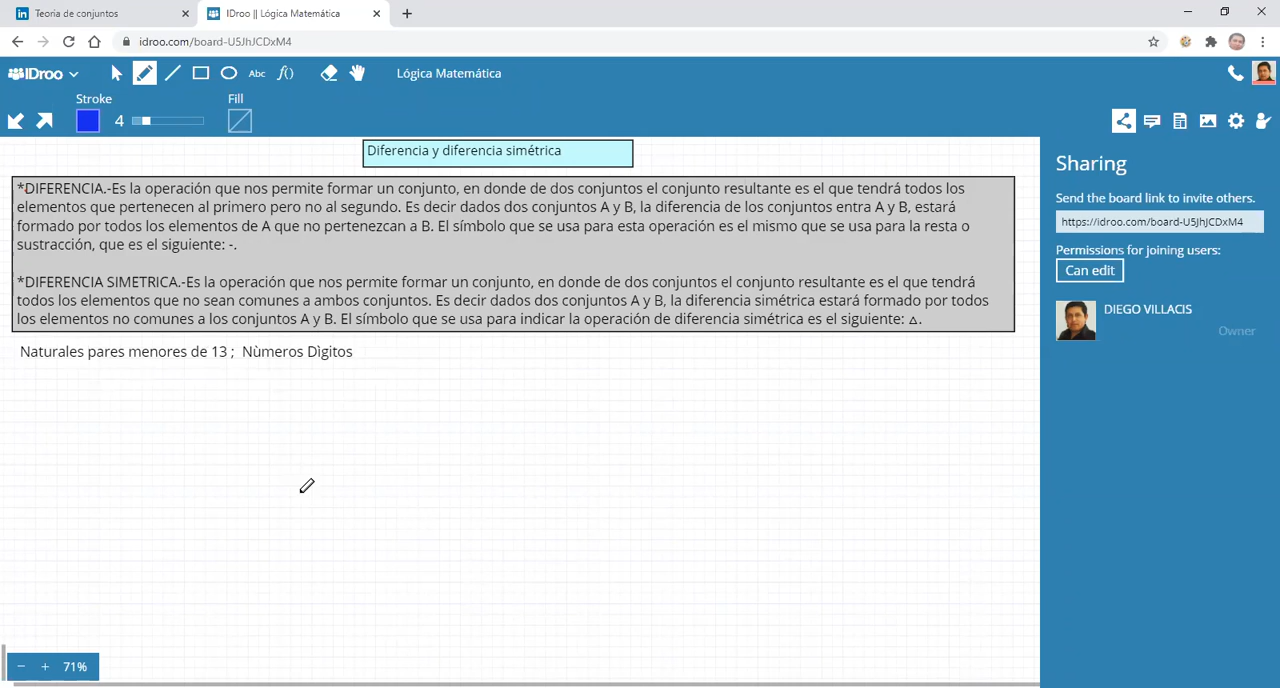 Teoria de conjuntos
IDroo || Lógica Matemática
idroo.com/board-U5JhJCDxM4
IDroo
Abc
f()
Lógica Matemática
Stroke
Fill
4
Diferencia y diferencia simétrica
*DIFERENCIA.-Es la operación que nos permite formar un conjunto, en donde de dos conjuntos el conjunto resultante es el que tendrá todos los
elementos que pertenecen al primero pero no al segundo. Es decir dados dos conjuntos A y B, la diferencia de los conjuntos entra A y B, estará
formado por todos los elementos de A que no pertenezcan a B. El símbolo que se usa para esta operación es el mismo que se usa para la resta o
sustracción, que es el siguiente: -.
*DIFERENCIA SIMETRICA.-Es la operación que nos permite formar un conjunto, en donde de dos conjuntos el conjunto resultante es el que tendrá
todos los elementos que no sean comunes a ambos conjuntos. Es decir dados dos conjuntos A y B, la diferencia simétrica estará formado por todos
los elementos no comunes a los conjuntos A y B. El símbolo que se usa para indicar la operación de diferencia simétrica es el siguiente: △.
Naturales pares menores de 13 ; Nùmeros Dìgitos
Sharing
Send the board link to invite others.
https://idroo.com/board-U5JhJCDxM4
Permissions for joining users:
Can edit
DIEGO VILLACIS
Owner
71%